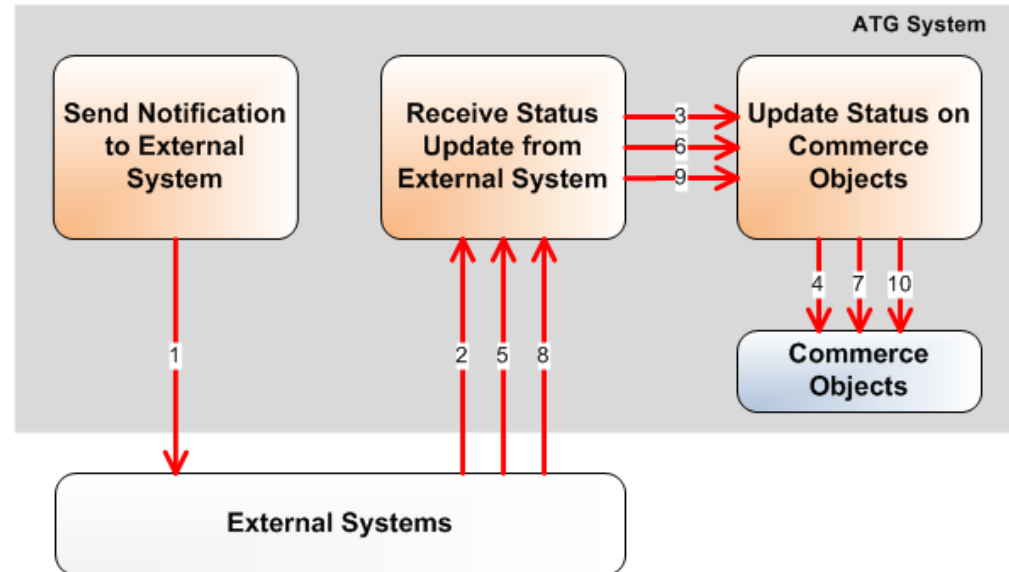 ATG System
Send Notification
to External
System
Receive Status
Update from
External System
3
6
9
Update Status on
Commerce
Objects
1
2
5
8
4
7
10
Commerce
Objects
External Systems